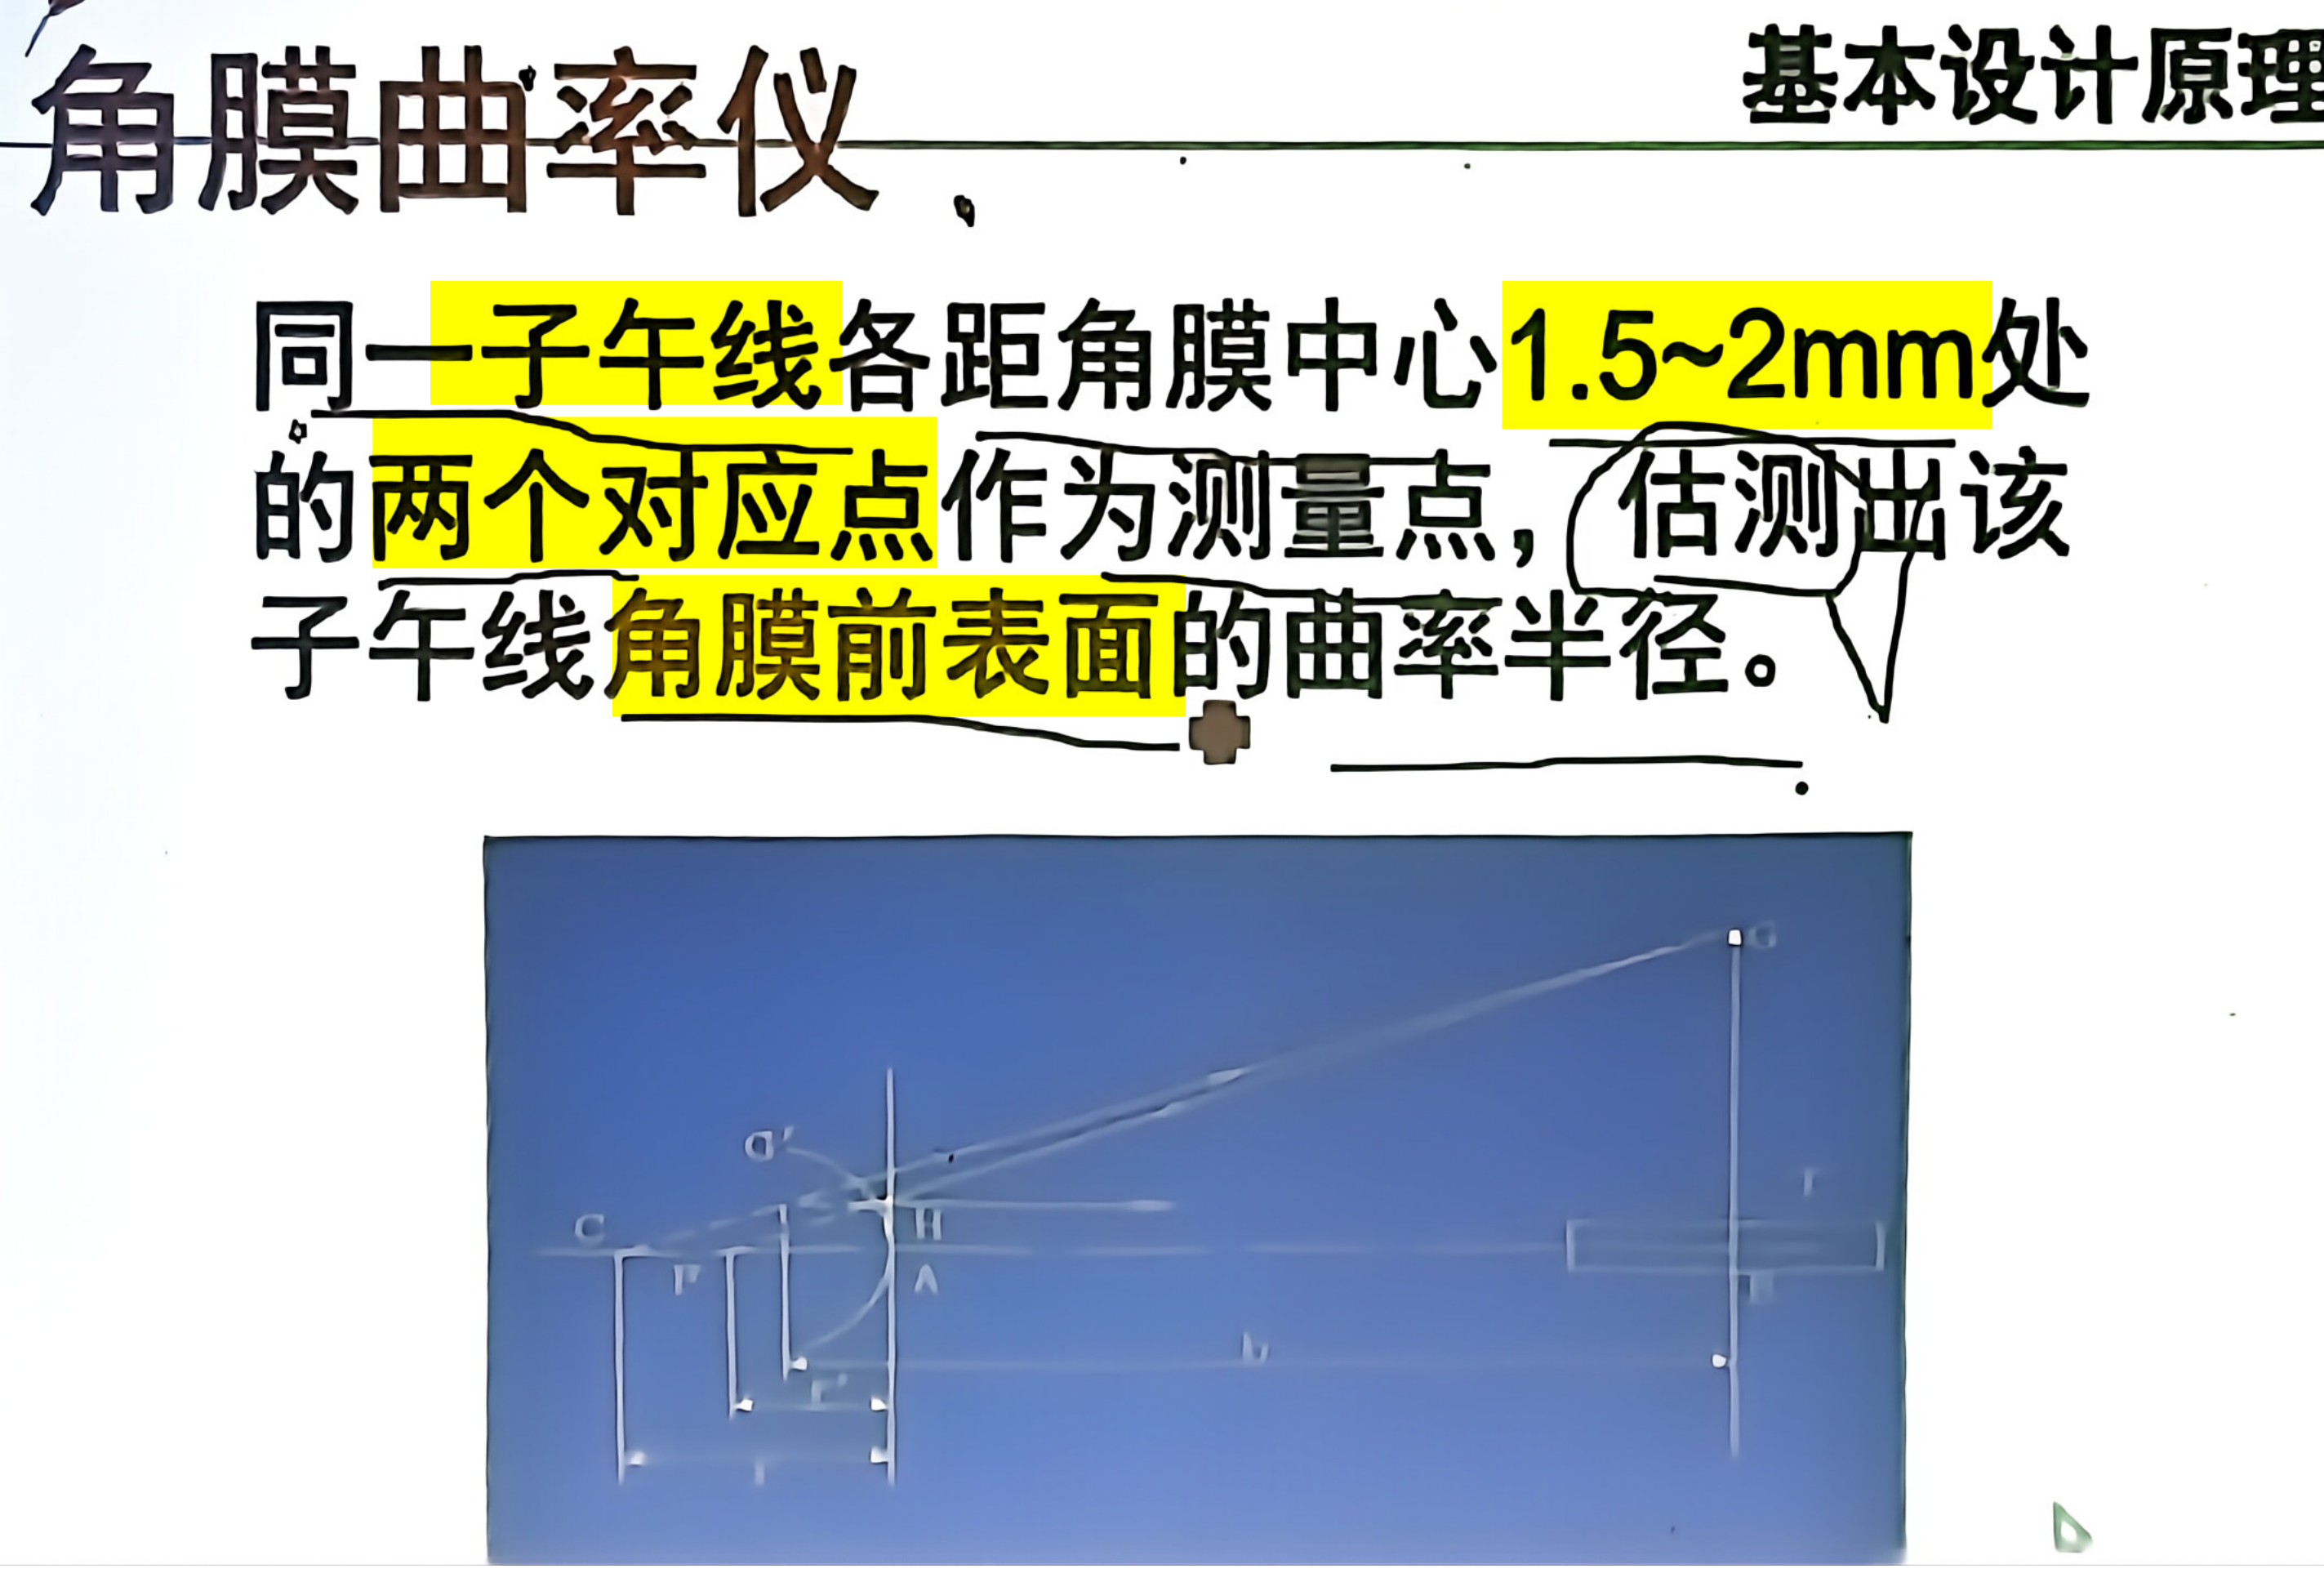 角膜曲率仪
基本设计原理
同一子午线各距角膜中心1.5~2mm处
的两个对应点作为测量点，估测出该
子午线角膜前表面的曲率半径。
C
H
A